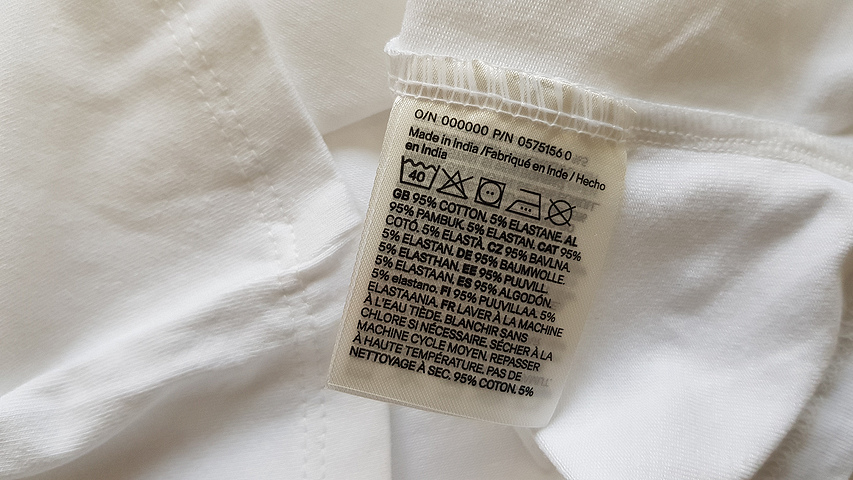 O/N 000000 P/N 0575156 0
Made in India /Fabriqué en Inde / Hecho
en India
40
GB 95% COTTON. 5% ELASTANE. AL
95% PAMBUK. 5% ELASTAN. CAT 95%
COTÓ. 5% ELASTÀ. CZ 95% BAVLNA.
5% ELASTAN. DE 95% BAUMWOLLE.
5% ELASTHAN. EE 95% PUUVILL.
5% ELASTAAN. ES 95% ALGODÓN.
5% elastano. FI 95% PUUVILLAA. 5%
ELASTAANIA. FR LAVER À LA MACHINE
À L'EAU TIÈDE. BLANCHIR SANS
CHLORE SI NÉCESSAIRE. SÉCHER À LA
MACHINE CYCLE MOYEN. REPASSER
À HAUTE TEMPÉRATURE. PAS DE
NETTOYAGE À SEC. 95% COTON. 5%